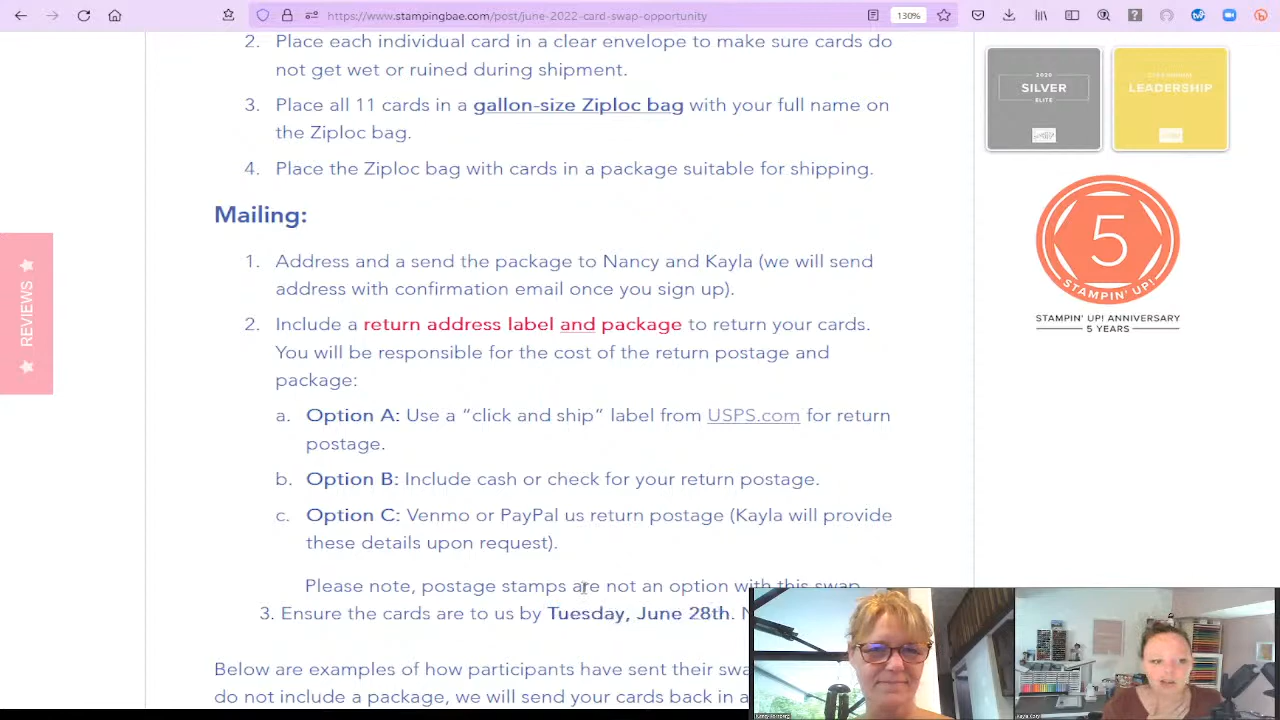 https://www.stampingbee.com/post/june-2022-card-swap-opportunity
130%
2. Place each individual card in a clear envelope to make sure cards do
not get wet or ruined during shipment.
3. Place all 11 cards in a gallon-size Ziploc bag with your full name on
the Ziploc bag.
4. Place the Ziploc bag with cards in a package suitable for shipping.
Mailing:
1. Address and a send the package to Nancy and Kayla (we will send
address with confirmation email once you sign up).
2. Include a return address label and package to return your cards.
You will be responsible for the cost of the return postage and
package:
a. Option A: Use a “click and ship” label from USPS.com for return
postage.
b. Option B: Include cash or check for your return postage.
c. Option C: Venmo or PayPal us return postage (Kayla will provide
these details upon request).
Please note, postage stamps are not an option with this swap
3. Ensure the cards are to us by Tuesday, June 28th. N
Below are examples of how participants have sent their swa
do not include a package, we will send your cards back in a
REVIEWS
2020
SILVER
ELITE
LEADERSHIP
5
STAMPIN' UP!
STAMPIN' UP! ANNIVERSARY
5 YEARS